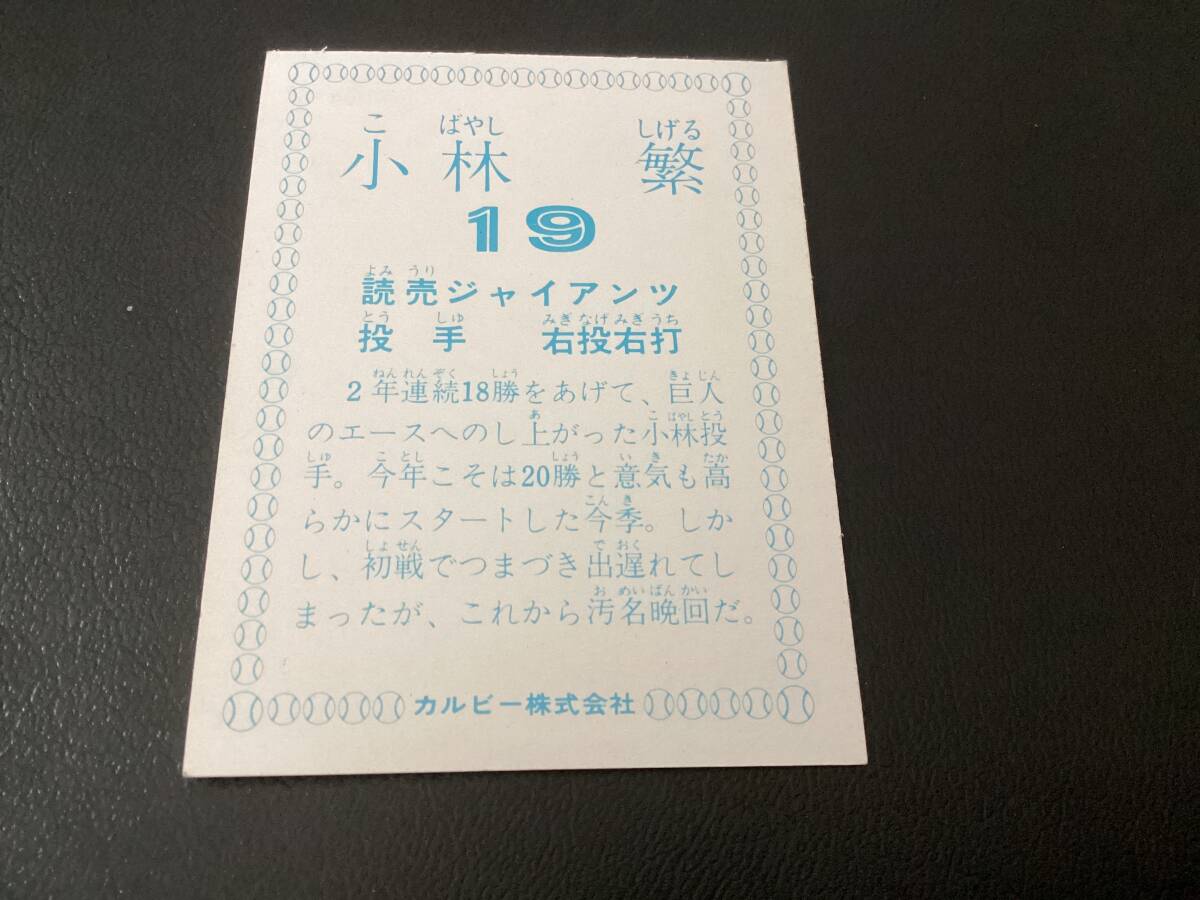 こ ばやし しげる
小林 繁
19
よみ うり
読売ジャイアンツ
とう しゅ みぎ なげ みぎ うち
投手 右投右打
ねん れん ぞく しょう きょ じん
2年連続18勝をあげて、巨人
あ こ ばやし とう
のエースへのし上がった小林投
しゅ こ とし しょう い き たか
手。今年こそは20勝と意気も高
こん き
らかにスタートした今季。しか
しょ せん で おく
し、初戦でつまづき出遅れてし
お めい ばん かい
まったが、これから汚名晩回だ。
カルビー株式会社